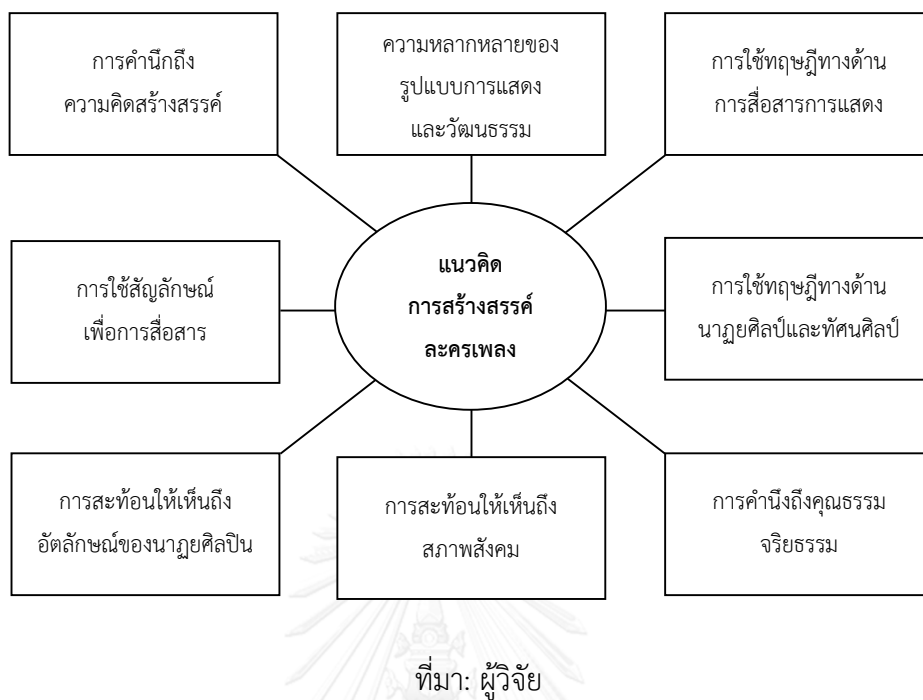 การคำนึกถึง
ความคิดสร้างสรรค์
ความหลากหลายของ
รูปแบบการแสดง
และวัฒนธรรม
การใช้ทฤษฎีทางด้าน
การสื่อสารการแสดง
การใช้สัญลักษณ์
เพื่อการสื่อสาร
แนวคิด
การสร้างสรรค์
ละครเพลง
การใช้ทฤษฎีทางด้าน
นาฏยศิลป์และทัศนศิลป์
การสะท้อนให้เห็นถึง
อัตลักษณ์ของนาฏยศิลปิน
การสะท้อนให้เห็นถึง
สภาพสังคม
การคำนึงถึงคุณธรรม
จริยธรรม
ที่มา: ผู้วิจัย